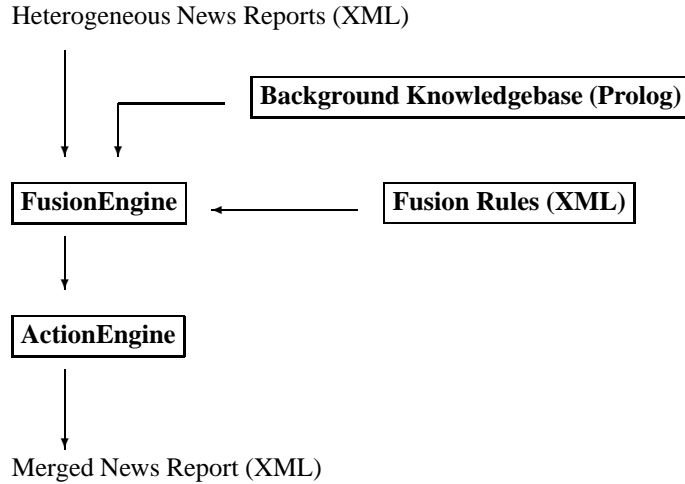 Heterogeneous News Reports (XML)
Background Knowledgebase (Prolog)
FusionEngine
Fusion Rules (XML)
ActionEngine
Merged News Report (XML)